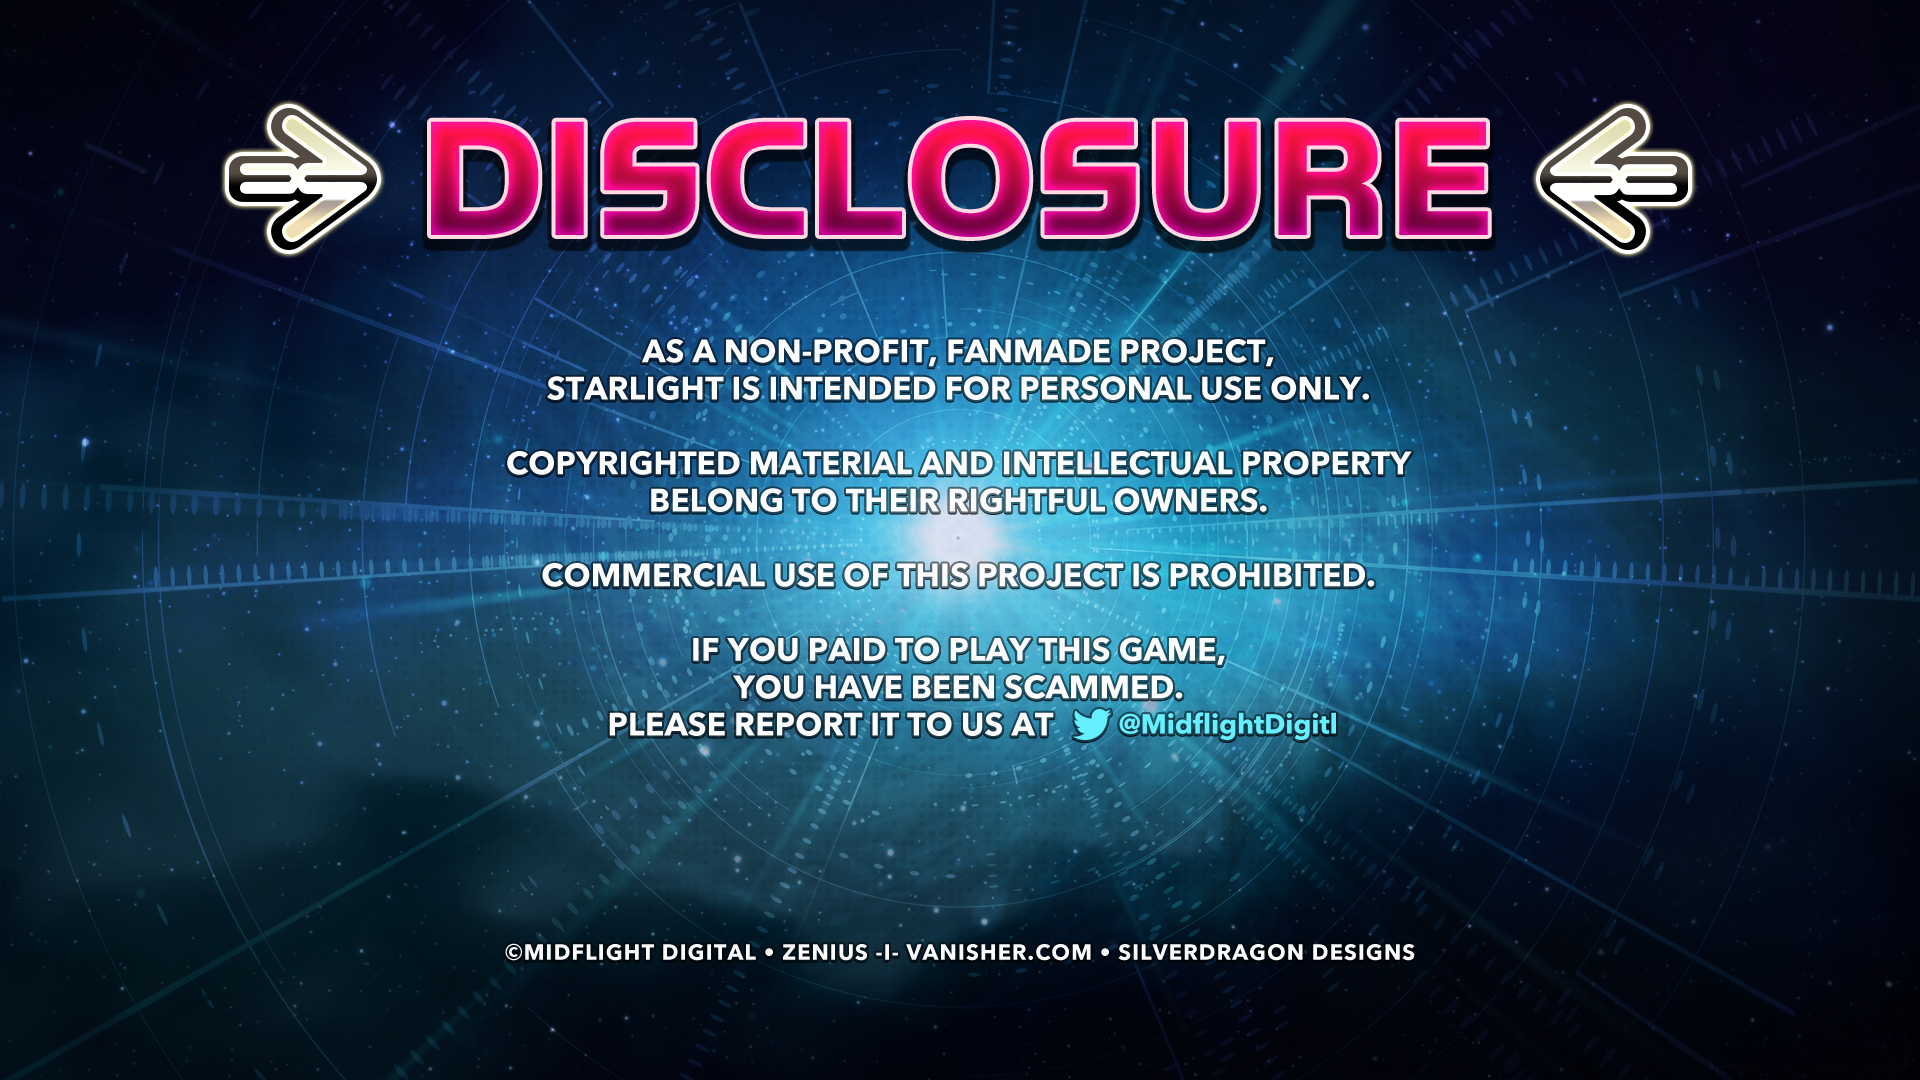 DISCLOSURE
AS A NON-PROFIT, FANMADE PROJECT,
STARLIGHT IS INTENDED FOR PERSONAL USE ONLY.
COPYRIGHTED MATERIAL AND INTELLECTUAL PROPERTY
BELONG TO THEIR RIGHTFUL OWNERS.
COMMERCIAL USE OF THIS PROJECT IS PROHIBITED.
IF YOU PAID TO PLAY THIS GAME,
YOU HAVE BEEN SCAMMED.
PLEASE REPORT IT TO US AT @MidflightDigitl
©MIDFLIGHT DIGITAL • ZENIUS -I- VANISHER.COM • SILVERDRAGON DESIGNS